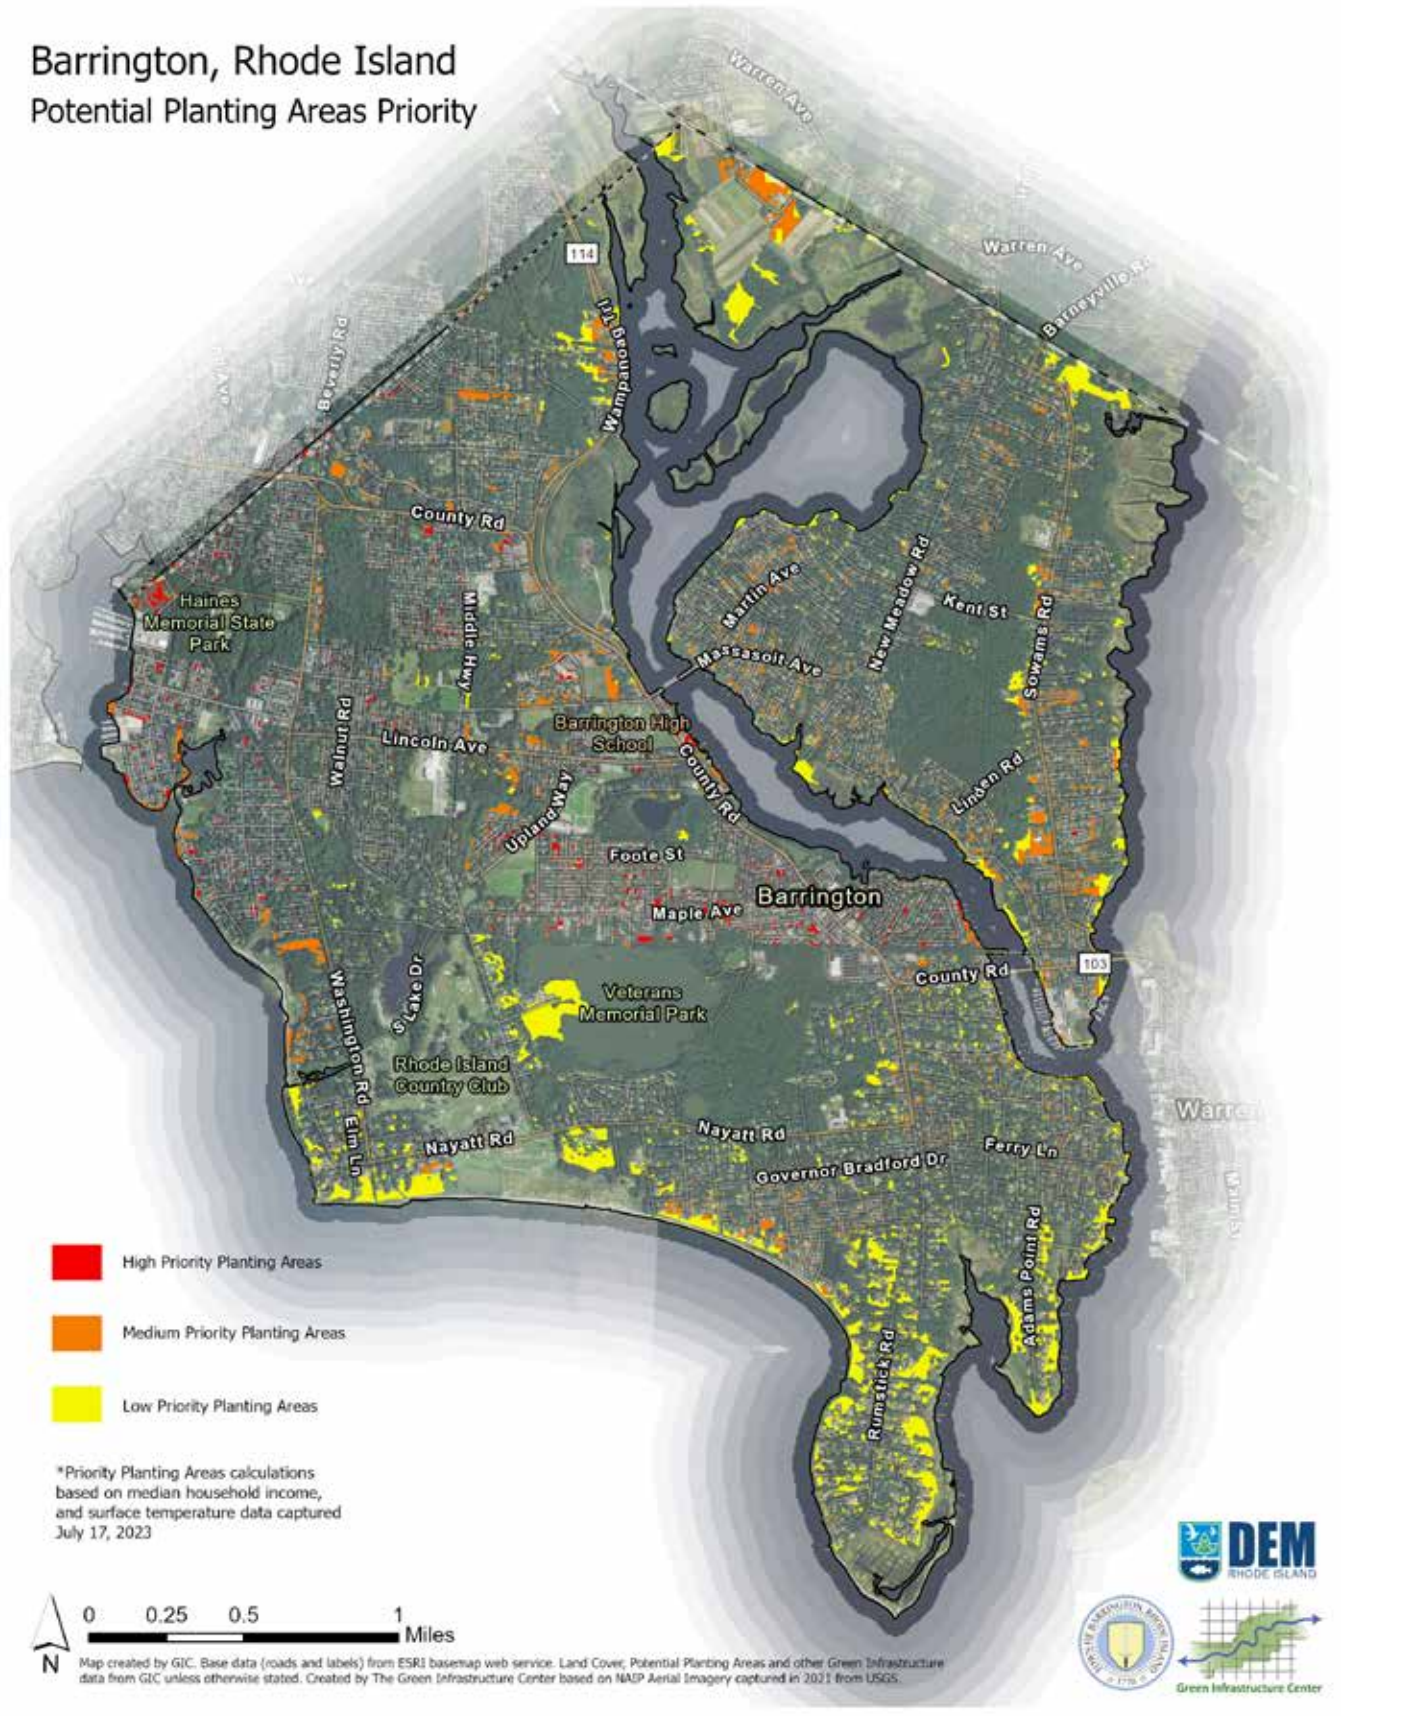 Barrington, Rhode Island
Potential Planting Areas Priority
Warren Ave
Warren Ave
Barneyville Rd
114
Wampanoag Trl
Beverly Rd
County Rd
Haines
Memorial State
Park
Middle Hwy
Martin Ave
New Meadow Rd
Kent St
Massasoit Ave
Sowams Rd
Walnut Rd
Lincoln Ave
Barrington High
School
County Rd
Linden Rd
Upland Way
Foote St
Maple Ave
Barrington
103
County Rd
S Lake Dr
Washington Rd
Veterans
Memorial Park
Rhode Island
Country Club
Elm Ln
Nayatt Rd
Nayatt Rd
Ferry Ln
Governor Bradford Dr
Main St
Adams Point Rd
Rumstick Rd
High Priority Planting Areas
Medium Priority Planting Areas
Low Priority Planting Areas
*Priority Planting Areas calculations
based on median household income,
and surface temperature data captured
July 17, 2023
0 0.25 0.5 1
Miles
N
Map created by GIC. Base data (roads and labels) from ESRI basemap web service. Land Cover, Potential Planting Areas and other Green Infrastructure
data from GIC unless otherwise stated. Created by The Green Infrastructure Center based on NAIP Aerial Imagery captured in 2021 from USGS.
DEM
RHODE ISLAND
Green Infrastructure Center